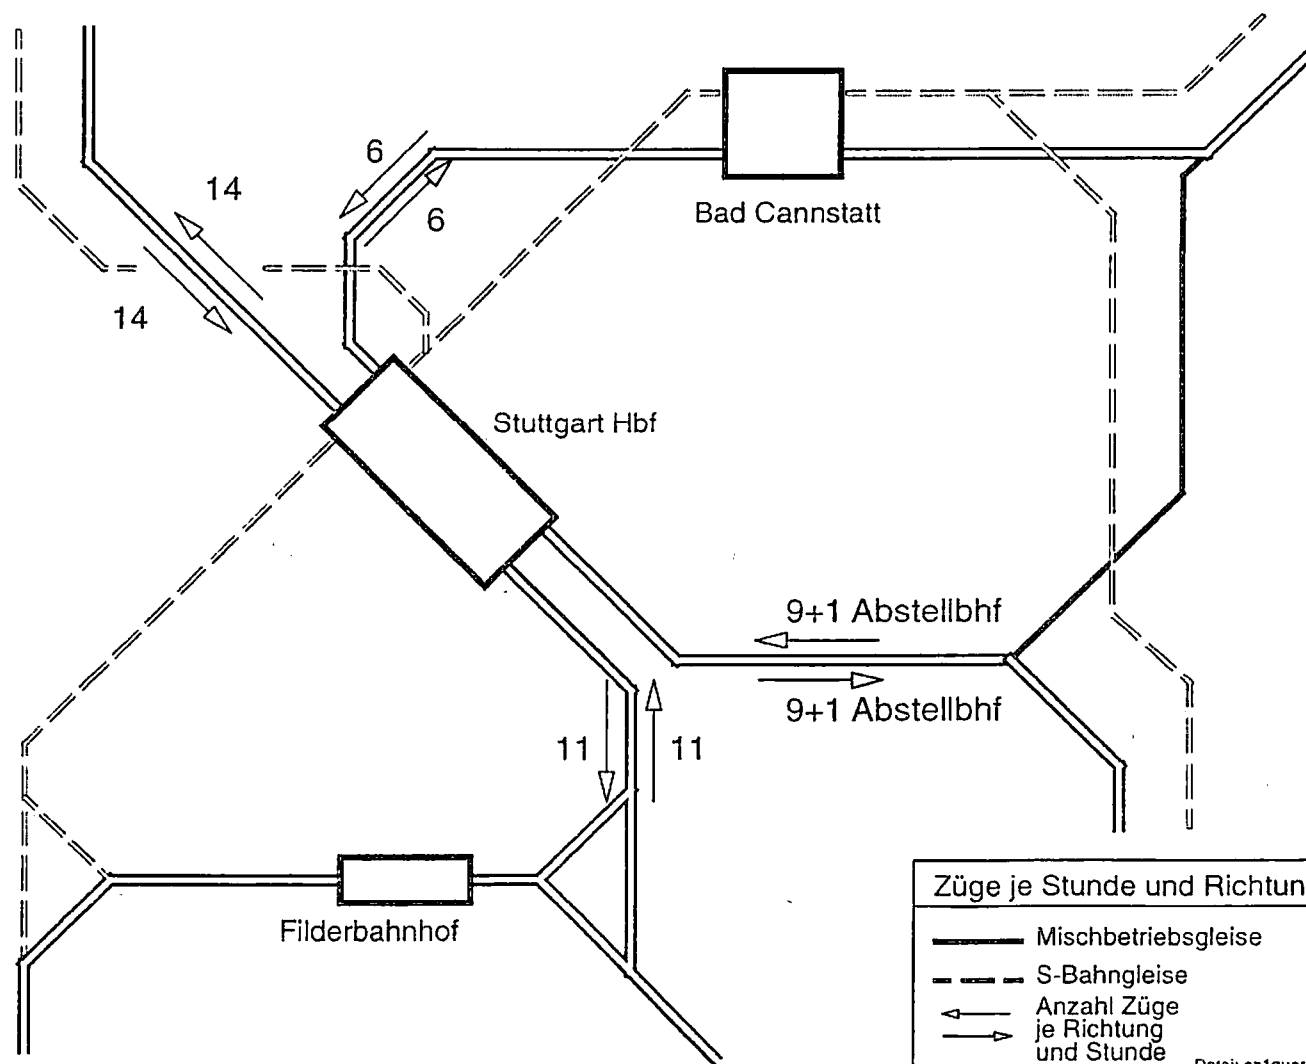 6
14
6
Bad Cannstatt
14
Stuttgart Hbf
9+1 Abstellbhf
9+1 Abstellbhf
11
11
Filderbahnhof
Züge je Stunde und Richtun
Mischbetriebsgleise
S-Bahngleise
Anzahl Züge
je Richtung
und Stunde